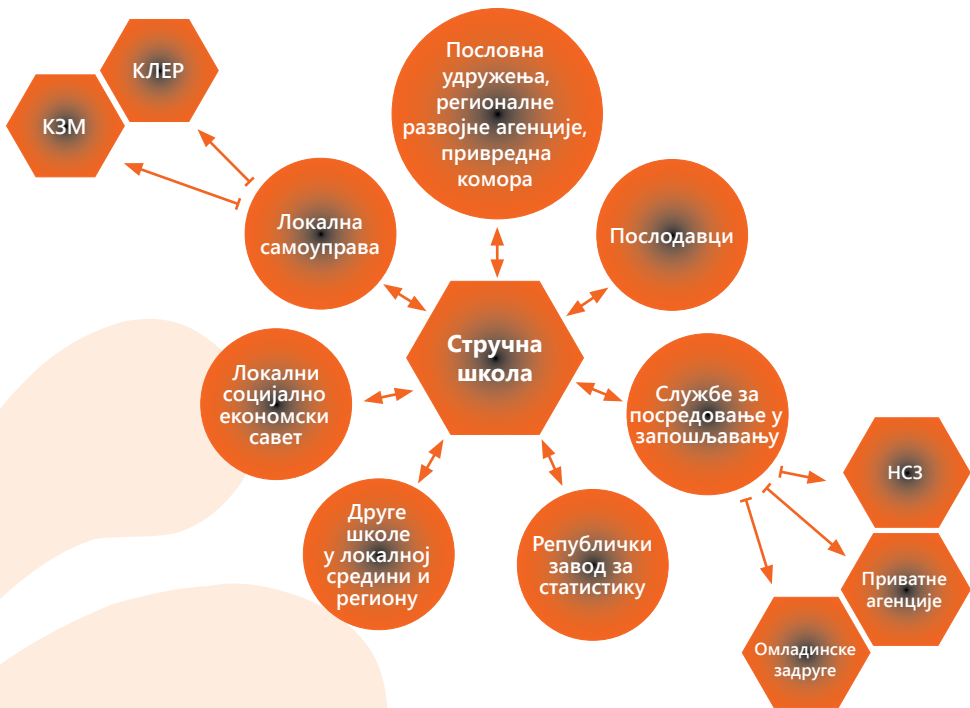 КЛЕР
КЗМ
Пословна
удружења,
регионалне
развојне агенције,
привредна
комора
Локална
самоуправа
Послодавци
Стручна
школа
Локални
социјално
економски
савет
Службе за
посредовање у
запошљавању
НСЗ
Друге
школе
у локалној
средини и
региону
Републички
завод за
статистику
Приватне
агенције
Омладинске
задруге